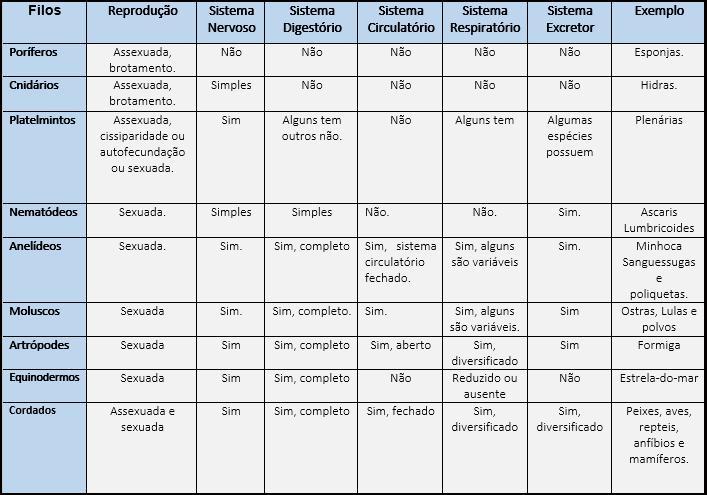 Filos Reprodução Sistema Nervoso Sistema Digestório Sistema Circulatório Sistema Respiratório Sistema Excretor Exemplo
Poríferos Assexuada, brotamento. Não Não Não Não Não Esponjas.
Cnidários Assexuada, brotamento. Simples Não Não Não Não Hidras.
Platelmintos Assexuada, cissiparidade ou autofecundação ou sexuada. Sim Alguns tem outros não. Não Alguns tem Algumas espécies possuem Plenárias
Nematódeos Sexuada. Simples Simples Não. Não. Sim. Ascaris Lumbricoides
Anelídeos Sexuada. Sim. Sim, completo Sim, sistema circulatório fechado. Sim, alguns são variáveis Sim. Minhoca Sanguessugas e poliquetas.
Moluscos Sexuada Sim. Sim, completo. Sim. Sim, alguns são variáveis. Sim Ostras, Lulas e polvos
Artrópodes Sexuada Sim Sim, completo Sim, aberto Sim, diversificado Sim Formiga
Equinodermos Sexuada Sim Sim, completo Não Reduzido ou ausente Não Estrela-do-mar
Cordados Assexuada e sexuada Sim Sim, completo Sim, fechado Sim, diversificado Sim, diversificado Peixes, aves, repteis, anfíbios e mamíferos.